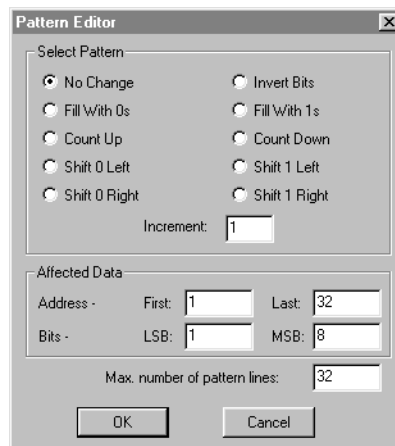 Pattern Editor
Select Pattern
No Change Invert Bits
Fill With 0s Fill With 1s
Count Up Count Down
Shift 0 Left Shift 1 Left
Shift 0 Right Shift 1 Right
Increment: 1
Affected Data
Address - First: 1 Last: 32
Bits - LSB: 1 MSB: 8
Max. number of pattern lines: 32
OK Cancel